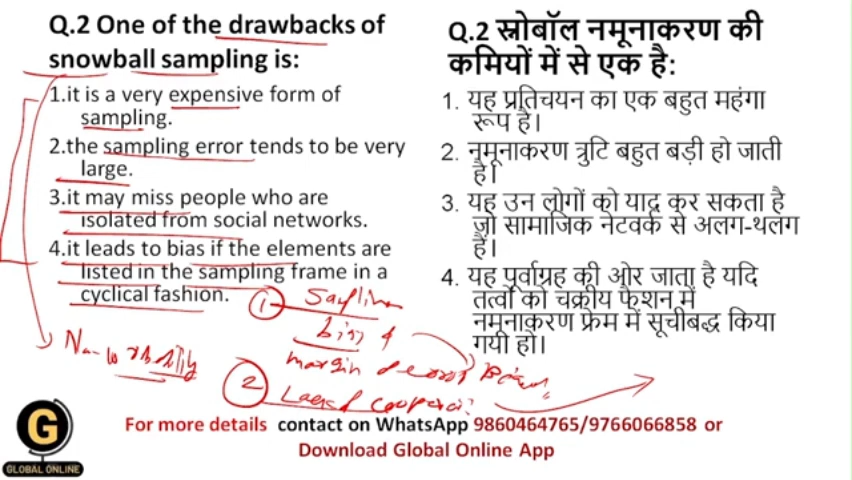 Q.2 One of the drawbacks of
snowball sampling is:
1.it is a very expensive form of
sampling.
2.the sampling error tends to be very
large.
3.it may miss people who are
isolated from social networks.
4.it leads to bias if the elements are
listed in the sampling frame in a
cyclical fashion.
1
bias &
margin
2
Q.2 स्नोबॉल नमूनाकरण की
कमियों में से एक है:
1. यह प्रतिचयन का एक बहुत महंगा
रूप है।
2. नमूनाकरण त्रुटि बहुत बड़ी हो जाती
है।
3. यह उन लोगों को याद कर सकता है
जो सामाजिक नेटवर्क से अलग-थलग
हैं।
4. यह पूर्वाग्रह की ओर जाता है यदि
तत्वों को चक्रीय फैशन में
नमूनाकरण फ्रेम में सूचीबद्ध किया
गया हो।
G
GLOBAL ONLINE
For more details contact on WhatsApp 9860464765/9766066858 or
Download Global Online App